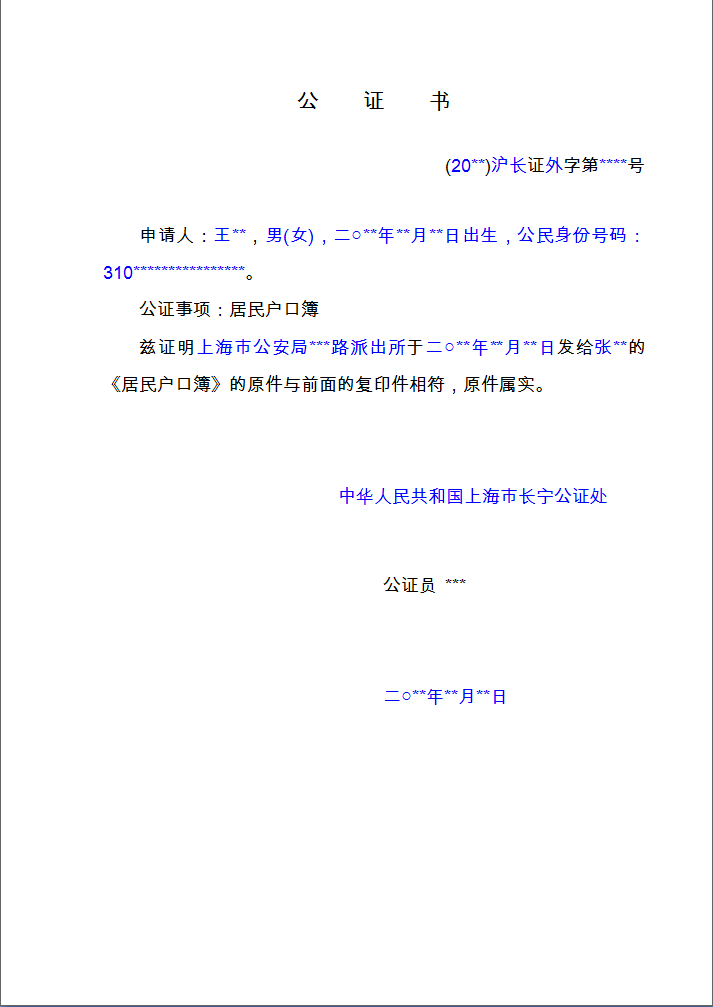 公 证 书
(20**)沪长证外字第****号
申请人：王**，男(女)，二○**年**月**日出生，公民身份号码：
310****************。
公证事项：居民户口簿
兹证明上海市公安局***路派出所于二○**年**月**日发给张**的
《居民户口簿》的原件与前面的复印件相符，原件属实。
中华人民共和国上海市长宁公证处
公证员 ***
二○**年**月**日